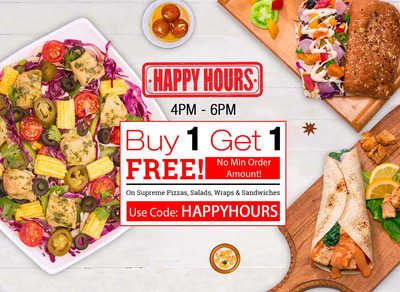 HAPPY HOURS
4PM - 6PM
Buy 1 Get 1
FREE! No Min Order
Amount!
On Supreme Pizzas, Salads, Wraps & Sandwiches
Use Code: HAPPYHOURS